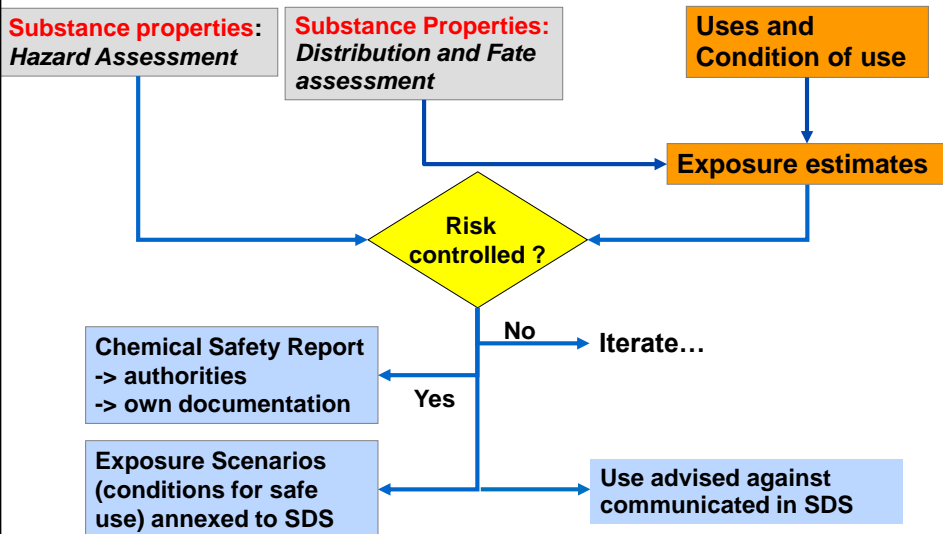 Substance properties:
Hazard Assessment
Substance Properties:
Distribution and Fate
assessment
Uses and
Condition of use
Exposure estimates
Risk
controlled ?
No
Iterate…
Chemical Safety Report
-> authorities
-> own documentation
Yes
Exposure Scenarios
(conditions for safe
use) annexed to SDS
Use advised against
communicated in SDS